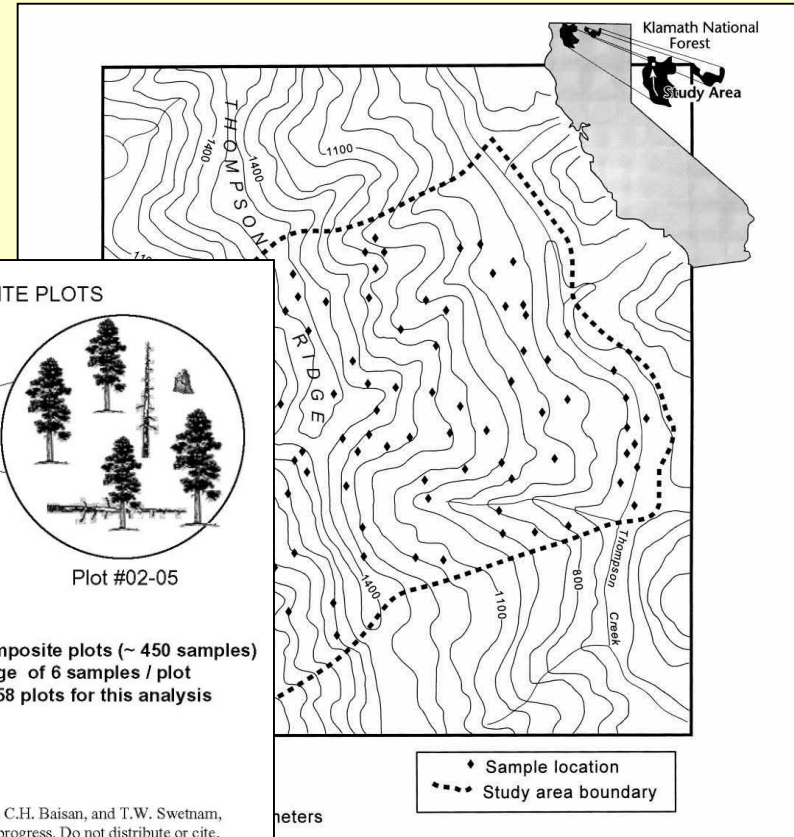 Klamath National
Forest
Study Area
THOMPSON
RIDGE
1400
1400
1100
110
1400
1100
800
Thompson
Creek
ITE PLOTS
Plot #02-05
mposite plots (~ 450 samples)
ge of 6 samples / plot
58 plots for this analysis
C.H. Baisan, and T.W. Swetnam,
progress. Do not distribute or cite.
Sample location
Study area boundary
meters